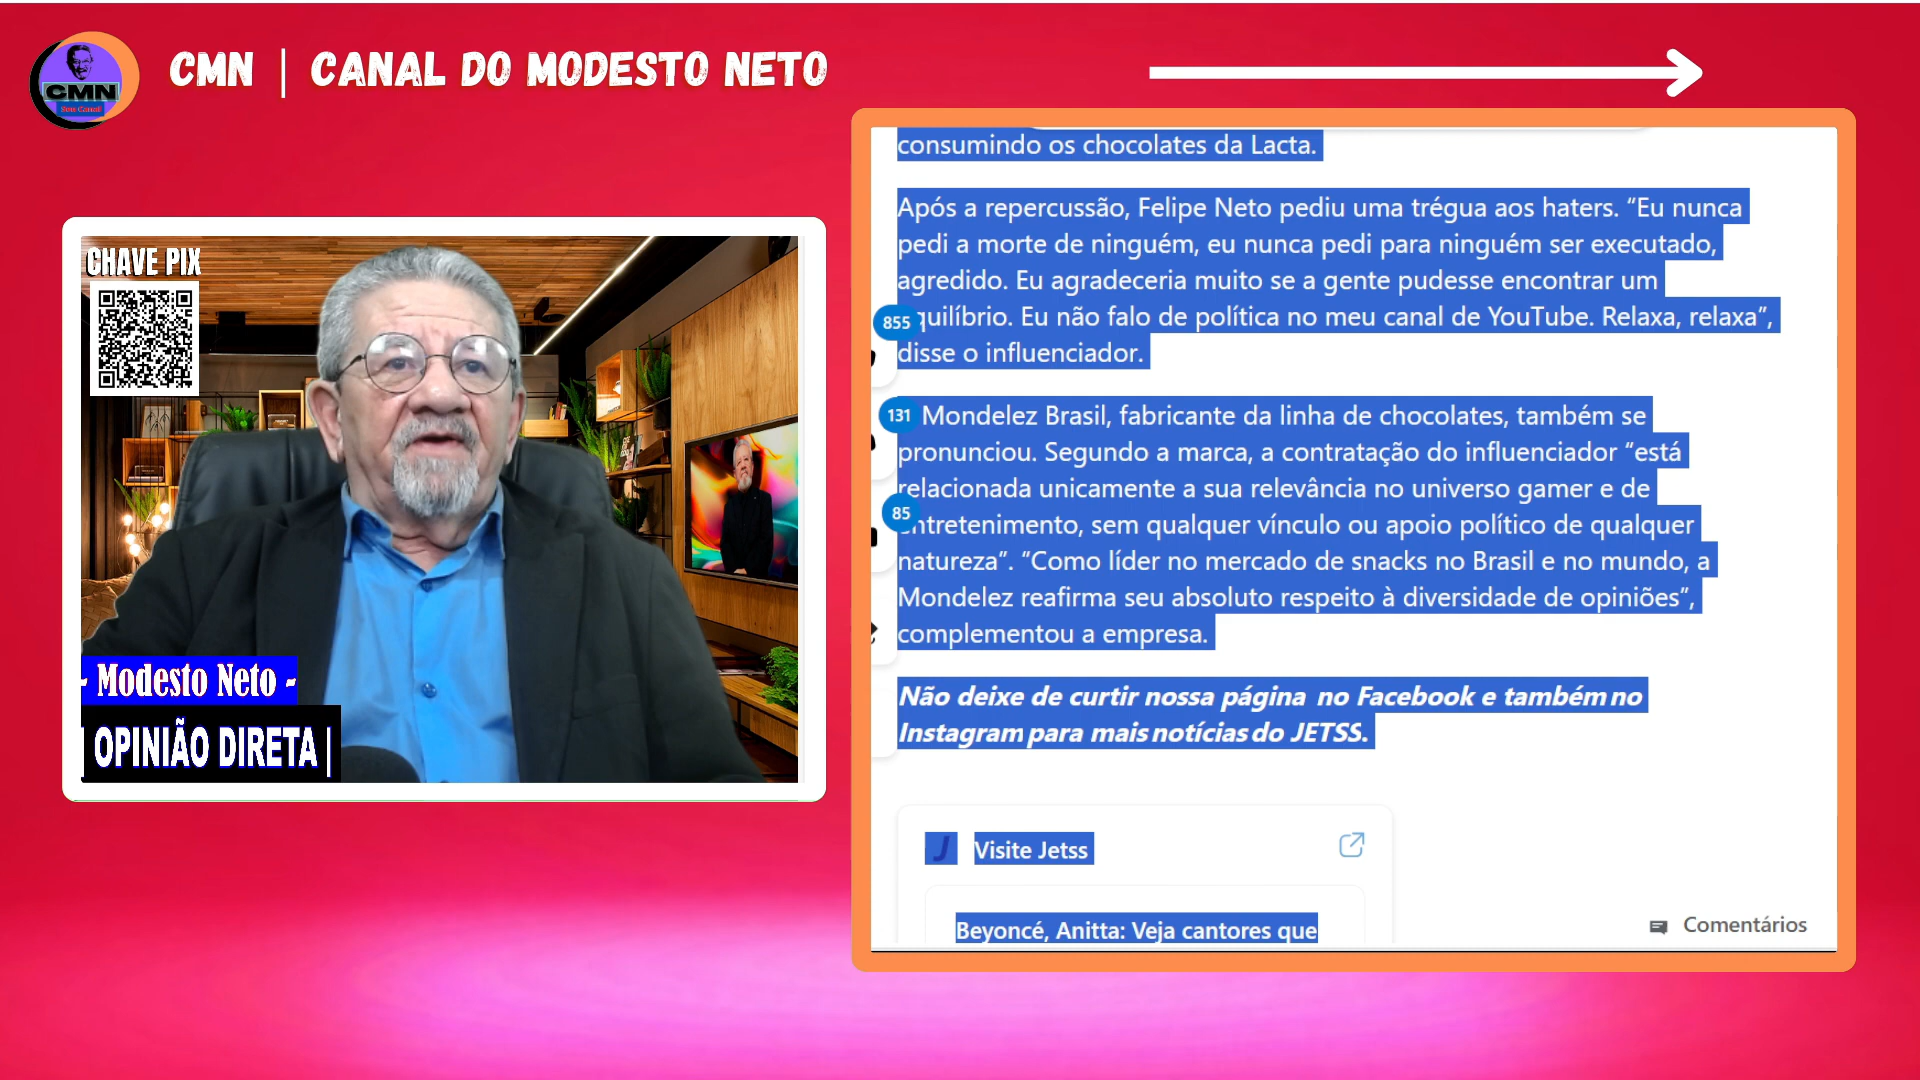 CMN | CANAL DO MODESTO NETO
CMN
CHAVE PIX
- Modesto Neto -
| OPINIÃO DIRETA |
consumindo os chocolates da Lacta.
Após a repercussão, Felipe Neto pediu uma trégua aos haters. “Eu nunca
pedi a morte de ninguém, eu nunca pedi para ninguém ser executado,
agredido. Eu agradeceria muito se a gente pudesse encontrar um
855 quilíbrio. Eu não falo de política no meu canal de YouTube. Relaxa, relaxa”,
disse o influenciador.
131 Mondelez Brasil, fabricante da linha de chocolates, também se
pronunciou. Segundo a marca, a contratação do influenciador “está
relacionada unicamente a sua relevância no universo gamer e de
85 ntretenimento, sem qualquer vínculo ou apoio político de qualquer
natureza”. “Como líder no mercado de snacks no Brasil e no mundo, a
Mondelez reafirma seu absoluto respeito à diversidade de opiniões”,
complementou a empresa.
Não deixe de curtir nossa página no Facebook e também no
Instagram para mais notícias do JETSS.
J Visite Jetss
Beyoncé, Anitta: Veja cantores que
Comentários